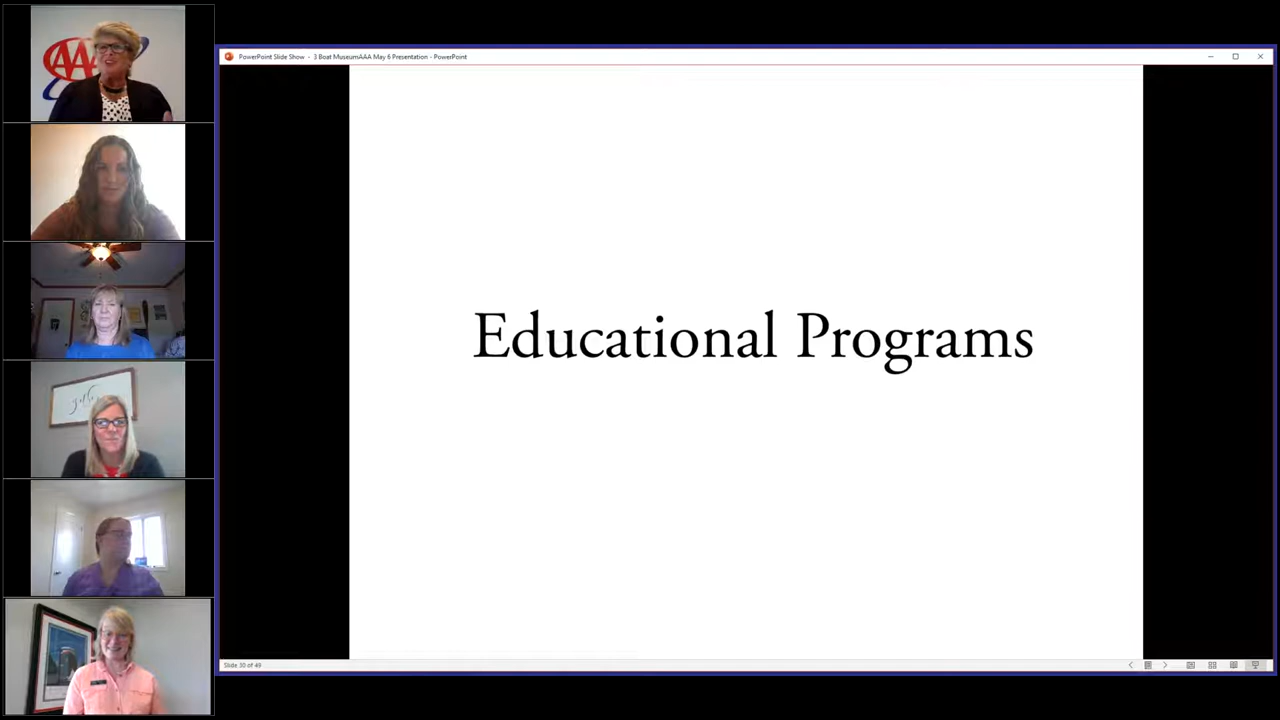 AAA
PowerPoint Slide Show - 3 Boat MuseumAAA May 6 Presentation - PowerPoint
Educational Programs
Slide 30 of 49